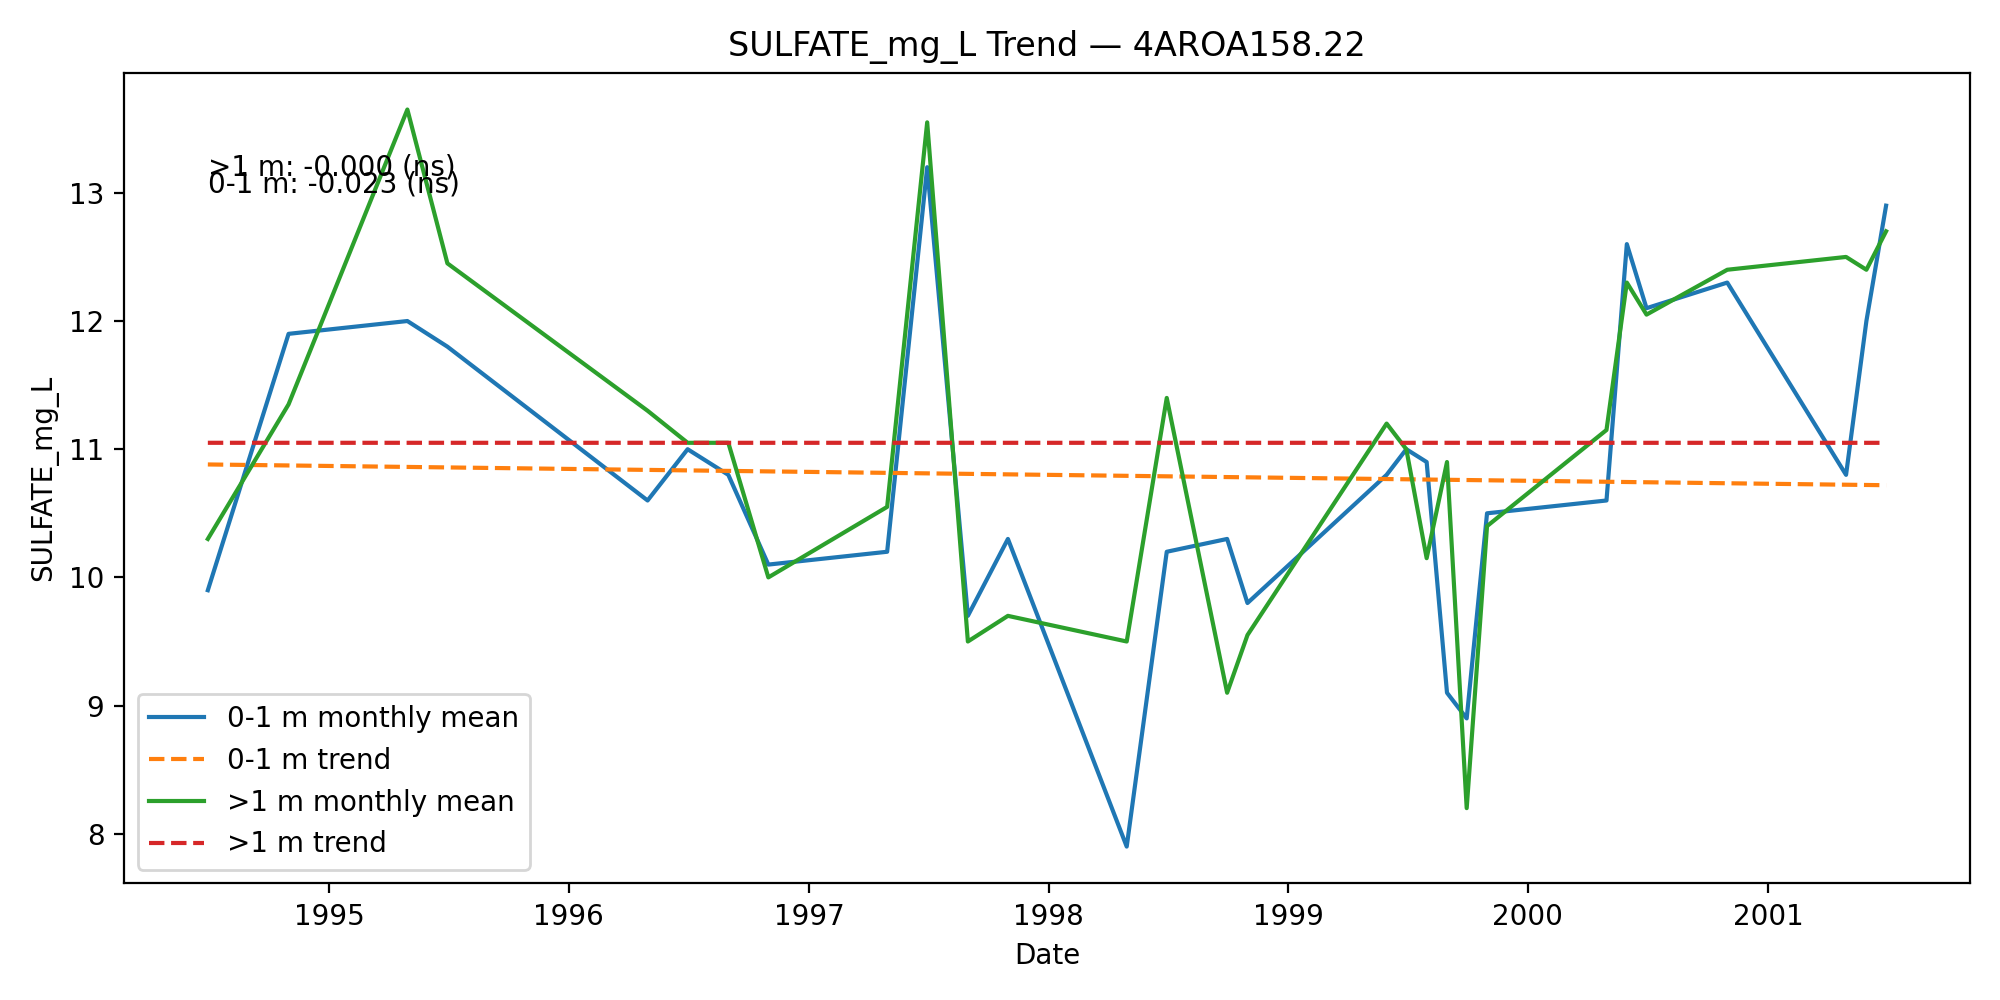 SULFATE_mg_L Trend — 4AROA158.22
>1 m: -0.000 (ns)
0-1 m: -0.023 (ns)
SULFATE_mg_L
13
12
11
10
9
8
0-1 m monthly mean
0-1 m trend
>1 m monthly mean
>1 m trend
1995 1996 1997 1998 1999 2000 2001
Date